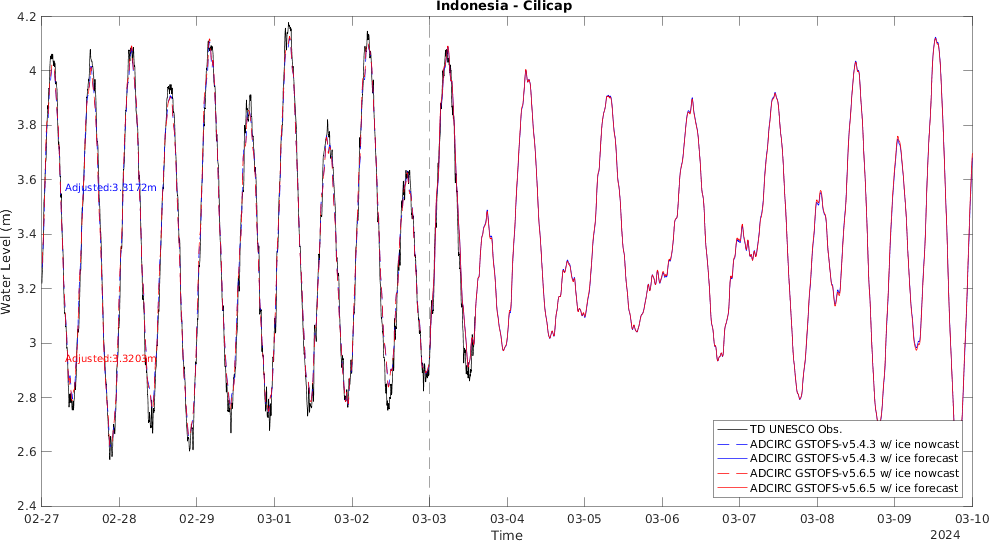 Indonesia - Cilicap
Water Level (m)
4.2
4
3.8
3.6
3.4
3.2
3
2.8
2.6
2.4
Adjusted:3.3172m
Adjusted:3.3203m
TD UNESCO Obs.
ADCIRC GSTOFS-v5.4.3 w/ ice nowcast
ADCIRC GSTOFS-v5.4.3 w/ ice forecast
ADCIRC GSTOFS-v5.6.5 w/ ice nowcast
ADCIRC GSTOFS-v5.6.5 w/ ice forecast
02-27 02-28 02-29 03-01 03-02 03-03 03-04 03-05 03-06 03-07 03-08 03-09 03-10
Time
2024